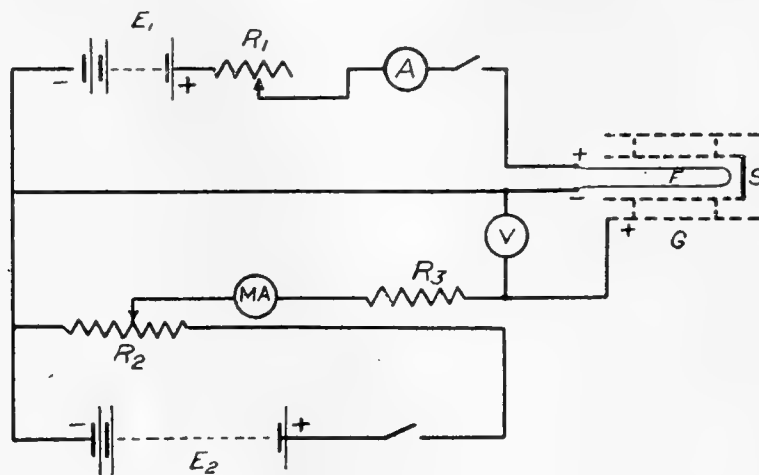 E₁
R₁
A
- +
+
F
S
-
V
+ G
MA
R₃
R₂
- +
E₂